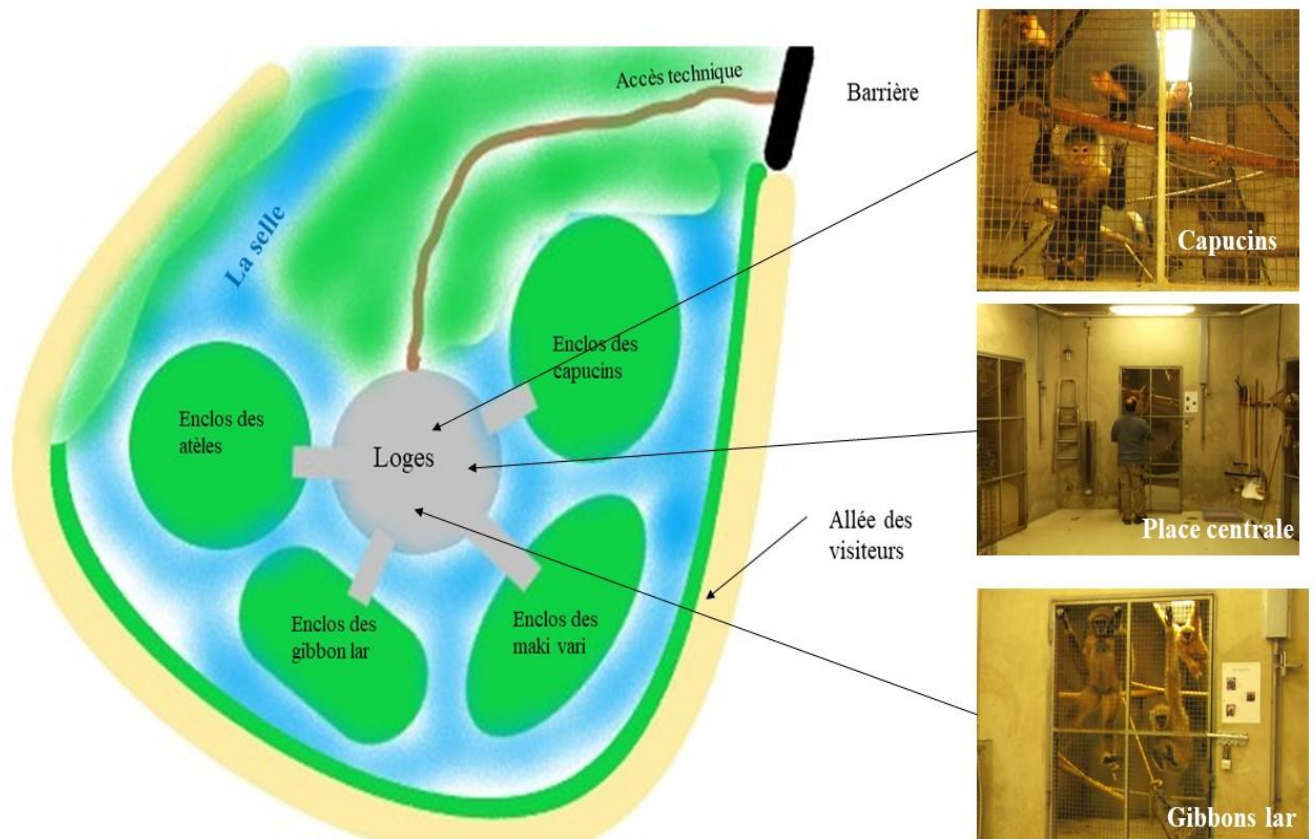 Accès technique
Barrière
La selle
Capucins
Enclos des
capucins
Enclos des
atèles
Loges
Place centrale
Allée des
visiteurs
Enclos des
gibbon lar
Enclos des
maki vari
Gibbons lar